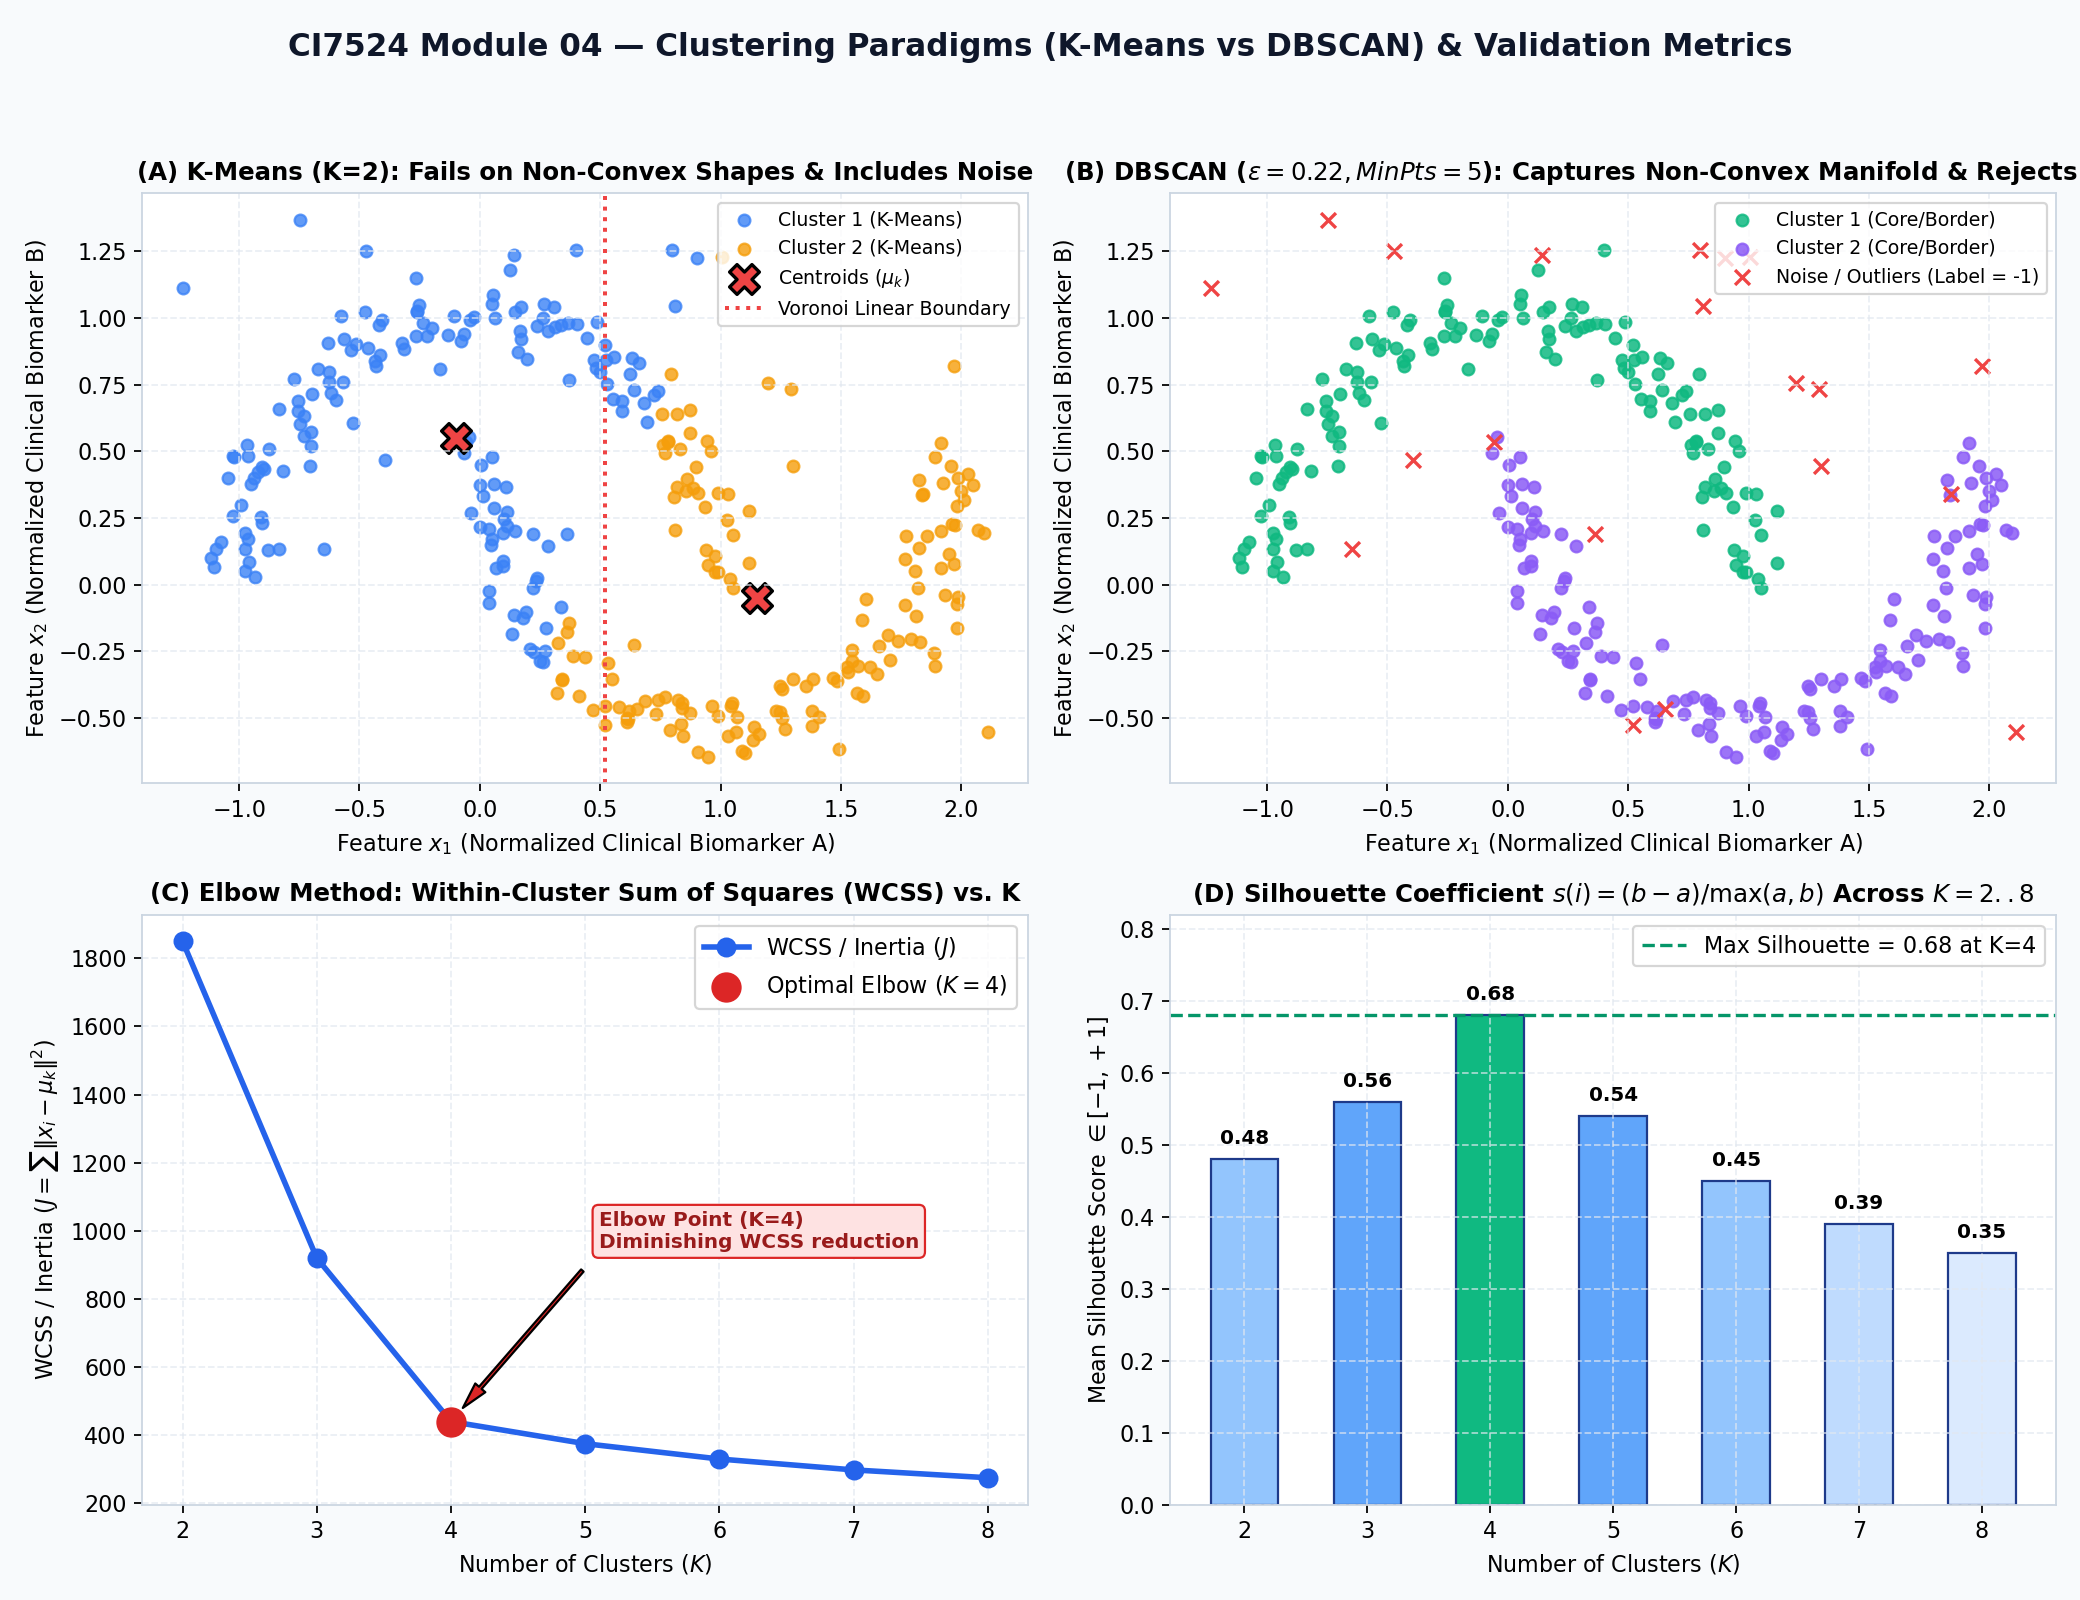 CI7524 Module 04 — Clustering Paradigms (K-Means vs DBSCAN) & Validation Metrics
(A) K-Means (K=2): Fails on Non-Convex Shapes & Includes Noise
Cluster 1 (K-Means)
Cluster 2 (K-Means)
Centroids (μₖ)
Voronoi Linear Boundary
Feature x₂ (Normalized Clinical Biomarker B)
1.25
1.00
0.75
0.50
0.25
0.00
−0.25
−0.50
−1.0 −0.5 0.0 0.5 1.0 1.5 2.0
Feature x₁ (Normalized Clinical Biomarker A)
(B) DBSCAN (ε = 0.22, MinPts = 5): Captures Non-Convex Manifold & Rejects
Cluster 1 (Core/Border)
Cluster 2 (Core/Border)
Noise / Outliers (Label = -1)
Feature x₂ (Normalized Clinical Biomarker B)
1.25
1.00
0.75
0.50
0.25
0.00
−0.25
−0.50
−1.0 −0.5 0.0 0.5 1.0 1.5 2.0
Feature x₁ (Normalized Clinical Biomarker A)
(C) Elbow Method: Within-Cluster Sum of Squares (WCSS) vs. K
WCSS / Inertia (J)
Optimal Elbow (K = 4)
WCSS / Inertia (J = ∑‖xᵢ − μₖ‖²)
1800
1600
1400
1200
1000
800
600
400
200
Elbow Point (K=4)
Diminishing WCSS reduction
2 3 4 5 6 7 8
Number of Clusters (K)
(D) Silhouette Coefficient s(i) = (b − a)/max(a, b) Across K = 2..8
Max Silhouette = 0.68 at K=4
Mean Silhouette Score ∈ [−1, +1]
0.8
0.7
0.6
0.5
0.4
0.3
0.2
0.1
0.0
0.48
0.56
0.68
0.54
0.45
0.39
0.35
2 3 4 5 6 7 8
Number of Clusters (K)